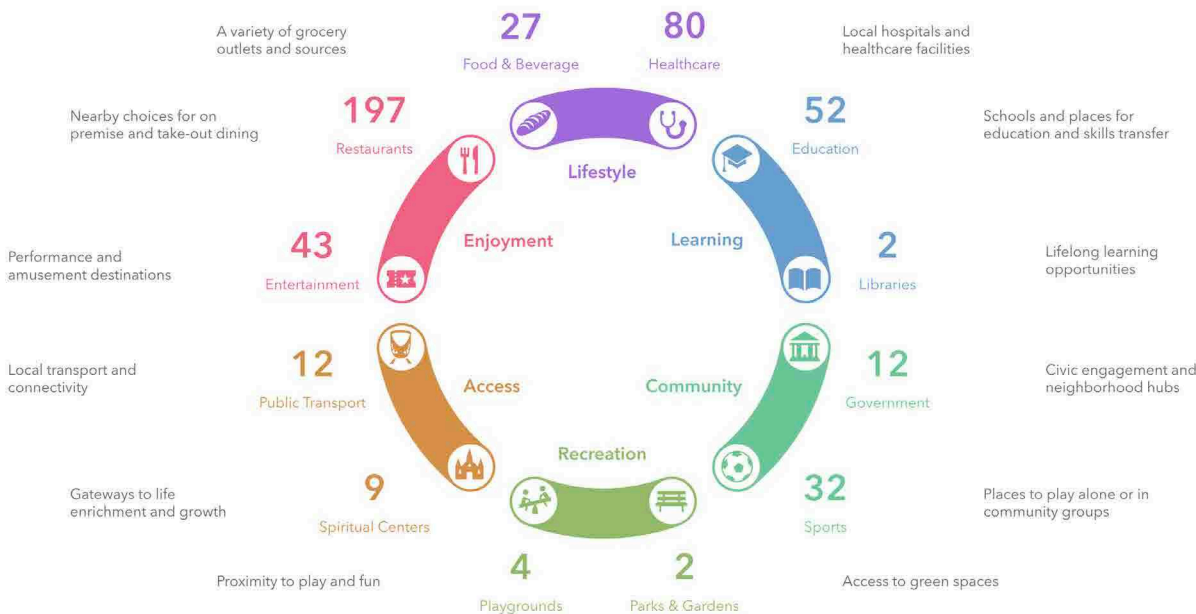 27
Food & Beverage
A variety of grocery
outlets and sources
80
Healthcare
Local hospitals and
healthcare facilities
197
Restaurants
Nearby choices for on
premise and take-out dining
52
Education
Schools and places for
education and skills transfer
Lifestyle
Enjoyment
Learning
43
Entertainment
Performance and
amusement destinations
2
Libraries
Lifelong learning
opportunities
12
Public Transport
Local transport and
connectivity
Access
Community
12
Government
Civic engagement and
neighborhood hubs
Recreation
9
Spiritual Centers
Gateways to life
enrichment and growth
32
Sports
Places to play alone or in
community groups
4
Playgrounds
Proximity to play and fun
2
Parks & Gardens
Access to green spaces